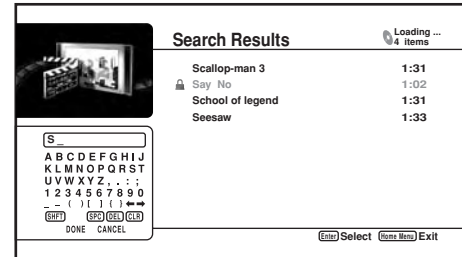 Search Results
Loading ...
4 items
Scallop-man 3 1:31
Say No 1:02
School of legend 1:31
Seesaw 1:33
S_
A B C D E F G H I J
K L M N O P Q R S T
U V W X Y Z , . : ;
1 2 3 4 5 6 7 8 9 0
_ – ( ) [ ] { } ⬅ ➡
SHFT SPC DEL CLR
DONE CANCEL
Enter Select Home Menu Exit